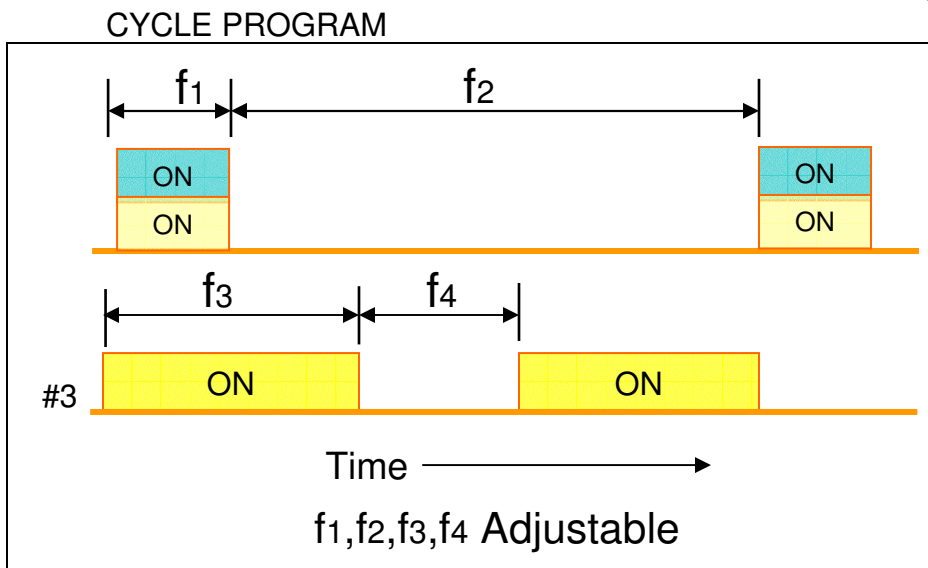 CYCLE PROGRAM
f1 f2
ON ON
ON ON
f3 f4
#3 ON ON
Time
f1,f2,f3,f4 Adjustable